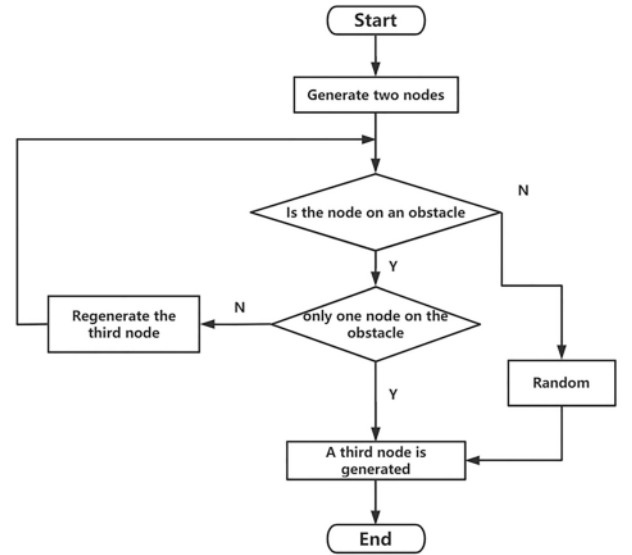 Start
Generate two nodes
N
Is the node on an obstacle
Y
Regenerate the
third node
N
only one node on the
obstacle
Random
Y
A third node is
generated
End